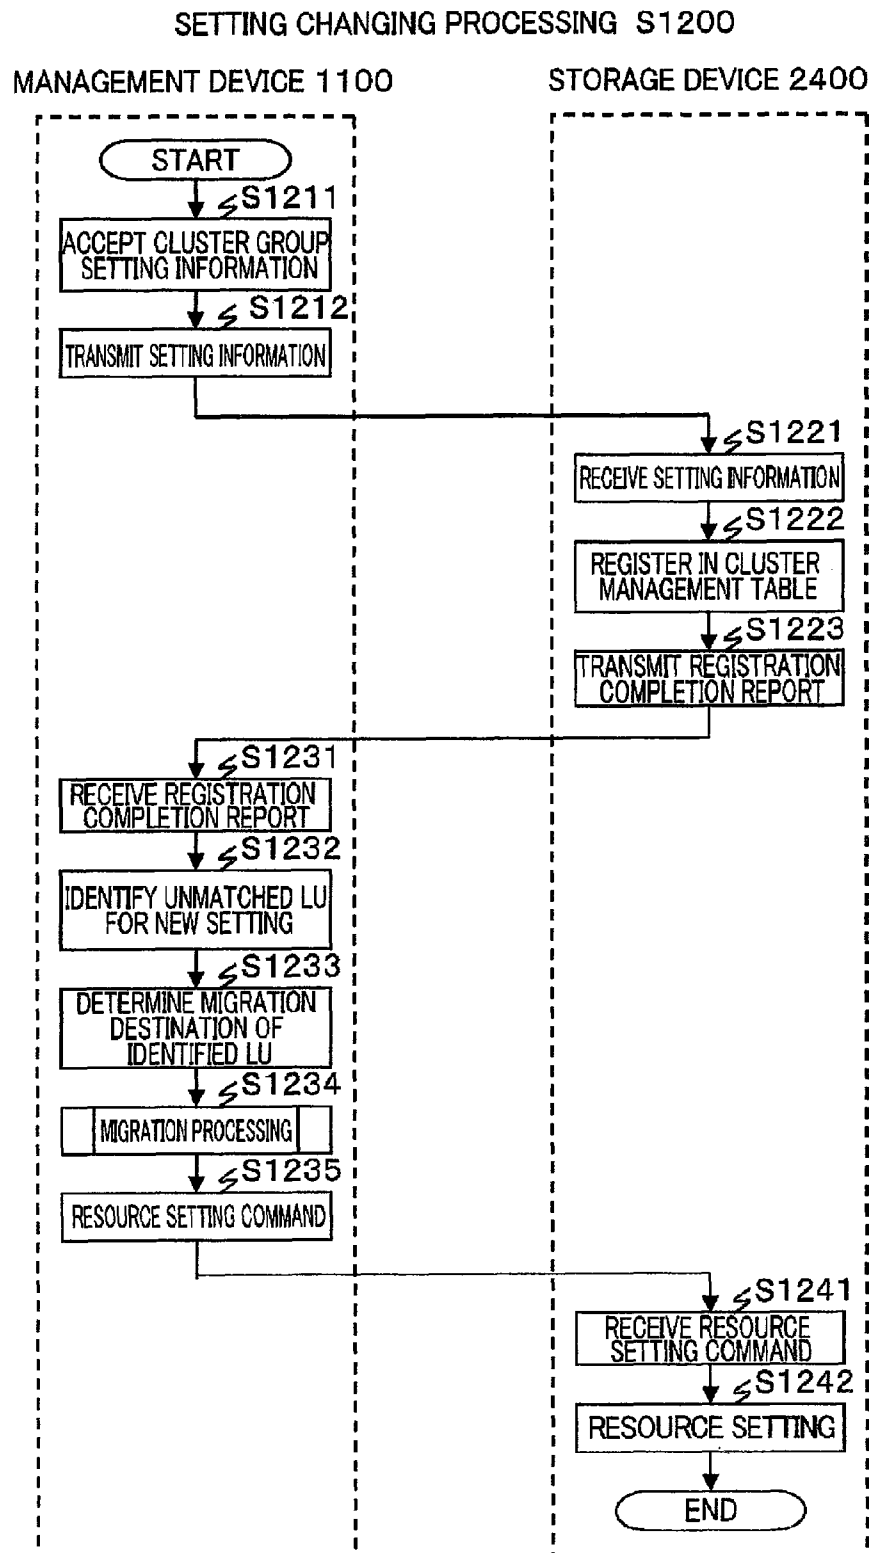 SETTING CHANGING PROCESSING S1200
MANAGEMENT DEVICE 1100
STORAGE DEVICE 2400
START
S1211
ACCEPT CLUSTER GROUP
SETTING INFORMATION
S1212
TRANSMIT SETTING INFORMATION
S1221
RECEIVE SETTING INFORMATION
S1222
REGISTER IN CLUSTER
MANAGEMENT TABLE
S1223
TRANSMIT REGISTRATION
COMPLETION REPORT
S1231
RECEIVE REGISTRATION
COMPLETION REPORT
S1232
IDENTIFY UNMATCHED LU
FOR NEW SETTING
S1233
DETERMINE MIGRATION
DESTINATION OF
IDENTIFIED LU
S1234
MIGRATION PROCESSING
S1235
RESOURCE SETTING COMMAND
S1241
RECEIVE RESOURCE
SETTING COMMAND
S1242
RESOURCE SETTING
END